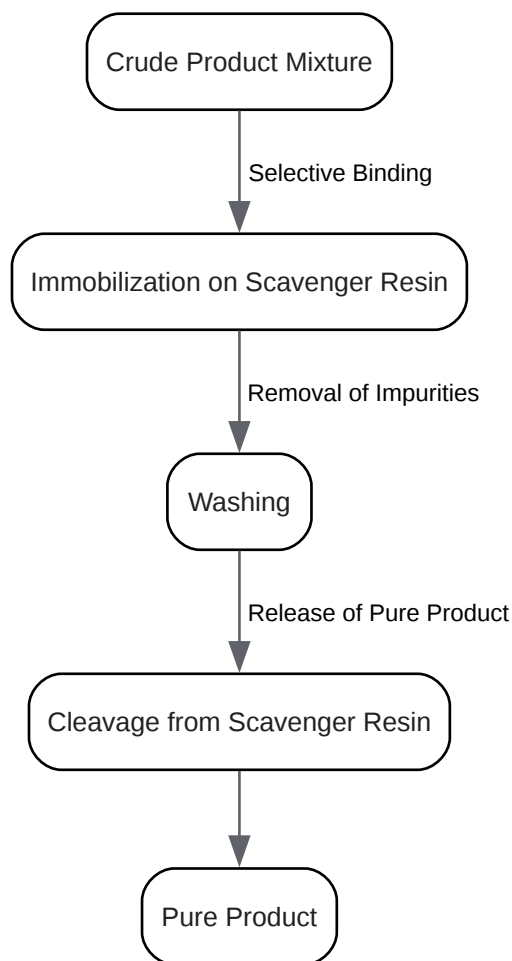 Crude Product Mixture
Selective Binding
Immobilization on Scavenger Resin
Removal of Impurities
Washing
Release of Pure Product
Cleavage from Scavenger Resin
Pure Product